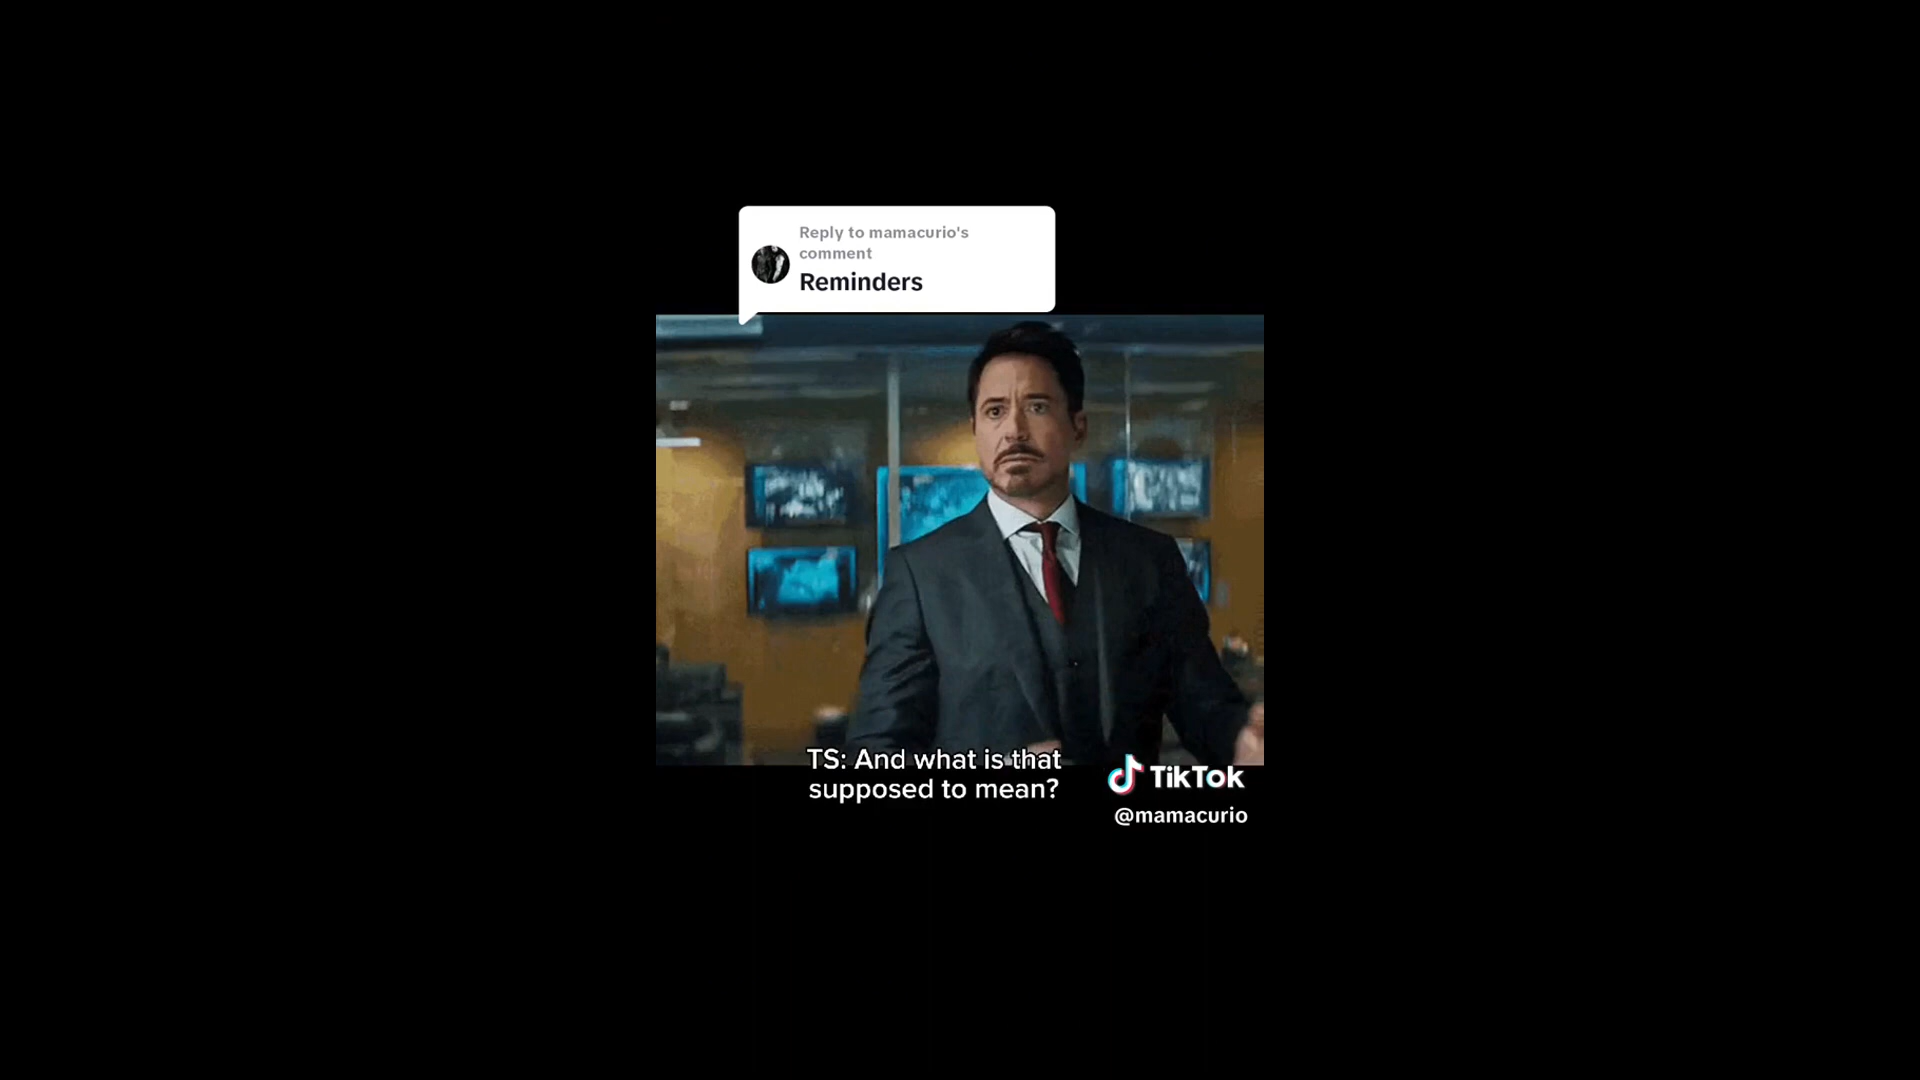 Reply to mamacurio's
comment
Reminders
TS: And what is that
supposed to mean?
TikTok
@mamacurio